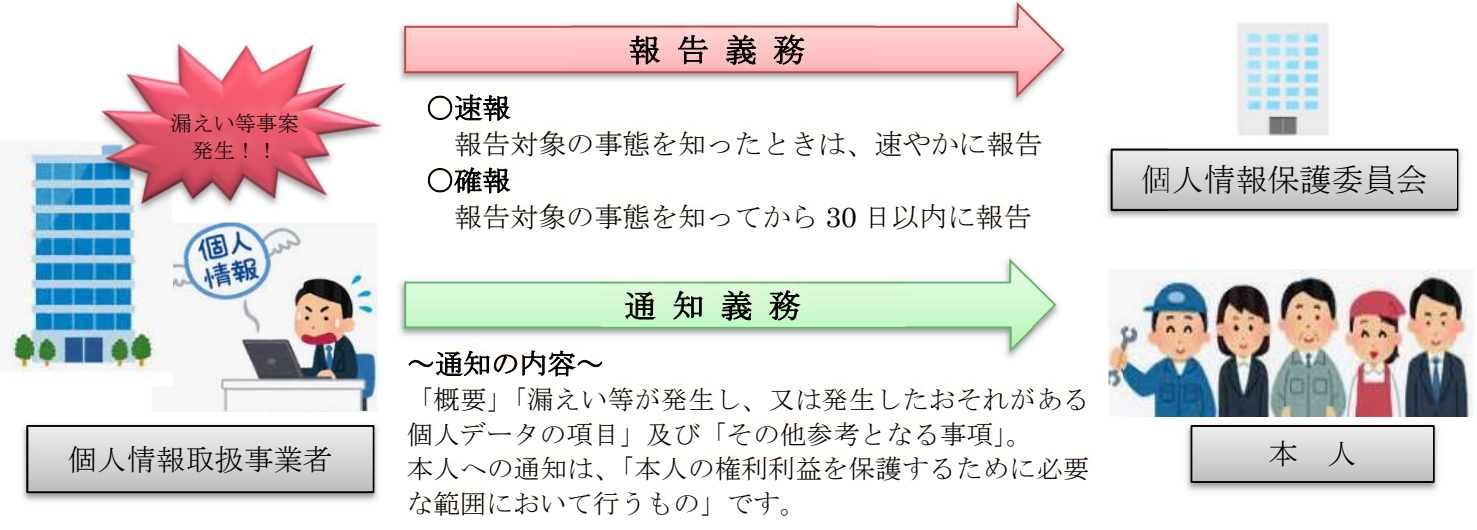 漏えい等事案
発生！！
個人
情報
個人情報取扱事業者
報 告 義 務
〇速報
報告対象の事態を知ったときは、速やかに報告
〇確報
報告対象の事態を知ってから 30 日以内に報告
個人情報保護委員会
通 知 義 務
～通知の内容～
「概要」「漏えい等が発生し、又は発生したおそれがある
個人データの項目」及び「その他参考となる事項」。
本人への通知は、「本人の権利利益を保護するために必要
な範囲において行うもの」です。
本　人